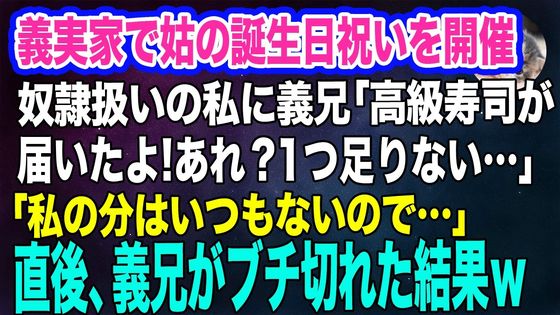 義実家で姑の誕生日祝いを開催
奴隷扱いの私に義兄「高級寿司が
届いたよ!あれ?1つ足りない…」
「私の分はいつもないので…」
直後、義兄がブチ切れた結果w